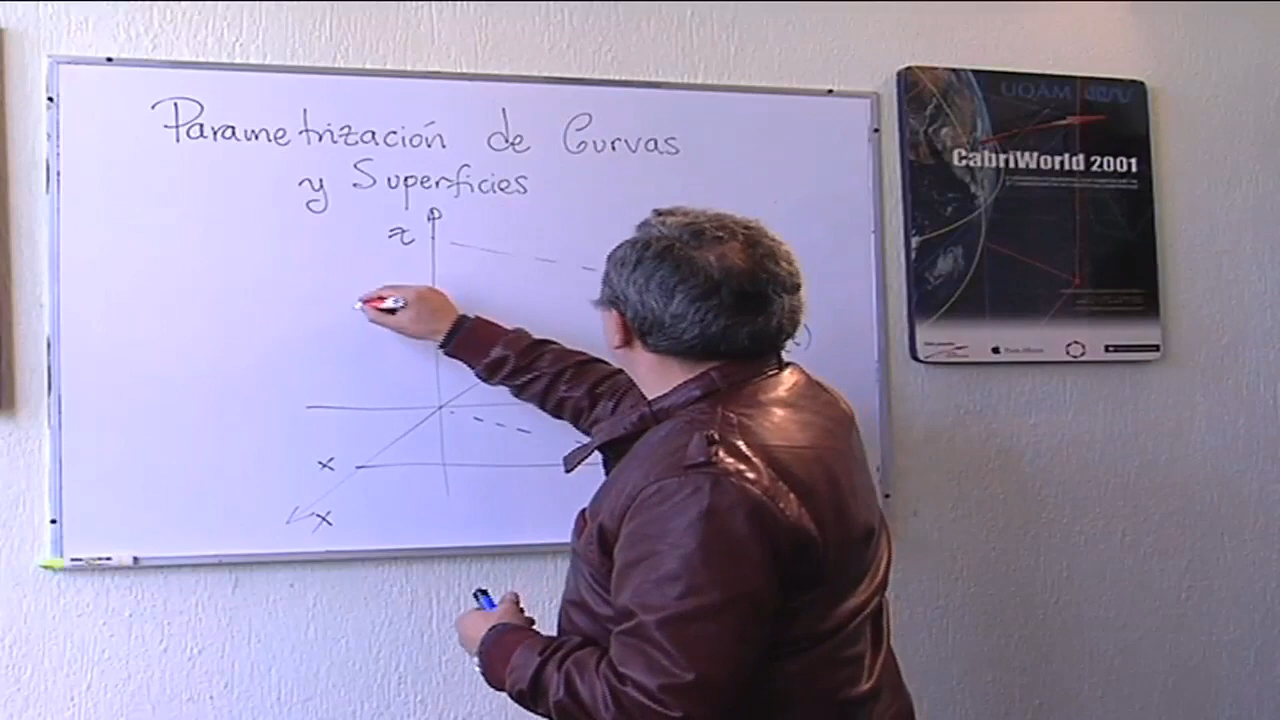 Parametrización de Curvas
y Superficies
z
x
x
UQAM
CabriWorld 2001